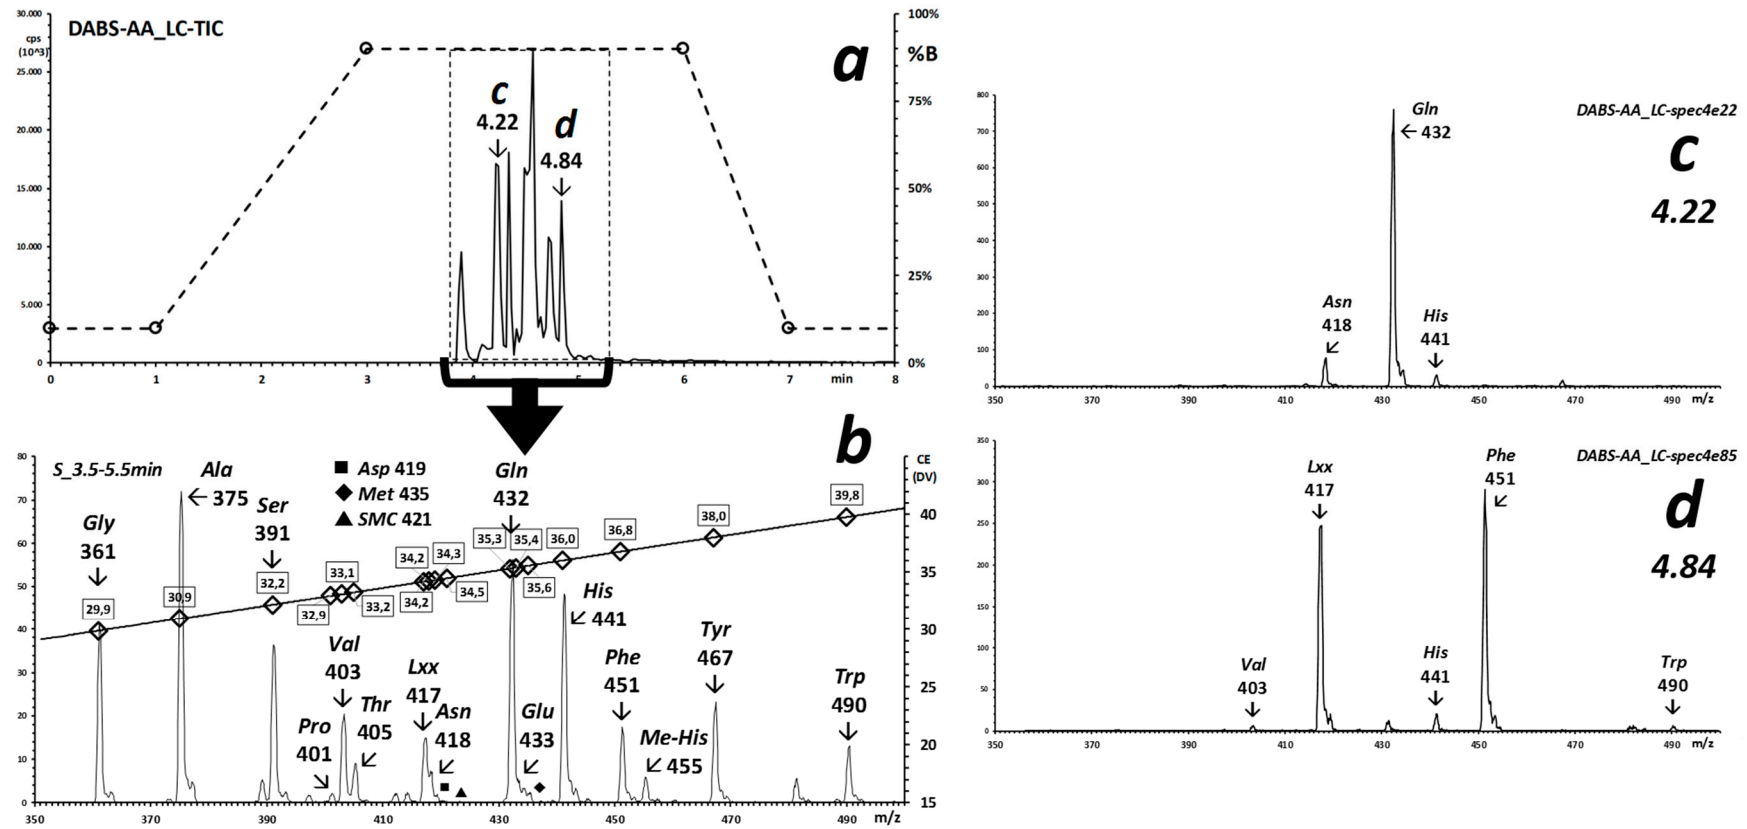 DABS-AA_LC-TIC
cps
(10^3)
30.000
25.000
20.000
15.000
10.000
5.000
0
100%
%B
75%
50%
25%
0%
a
c
4.22
d
4.84
0 1 2 3 4 5 6 7 min 8
b
S_3.5-5.5min
80
70
60
50
40
30
20
10
0
CE
(DV)
40
35
30
25
20
15
Asp 419
Met 435
SMC 421
Gly
361
Ala
375
Ser
391
Pro
401
Val
403
Thr
405
Lxx
417
Asn
418
Gln
432
Glu
433
His
441
Phe
451
Me-His
455
Tyr
467
Trp
490
29,9
30,9
32,2
32,9
33,1
33,2
34,2
34,2
34,3
34,5
35,3
35,4
35,6
36,0
36,8
38,0
39,8
350 370 390 410 430 450 470 490 m/z
DABS-AA_LC-spec4e22
c
4.22
800
700
600
500
400
300
200
100
0
Asn
418
Gln
432
His
441
350 370 390 410 430 450 470 490 m/z
DABS-AA_LC-spec4e85
d
4.84
350
300
250
200
150
100
50
0
Val
403
Lxx
417
His
441
Phe
451
Trp
490
350 370 390 410 430 450 470 490 m/z